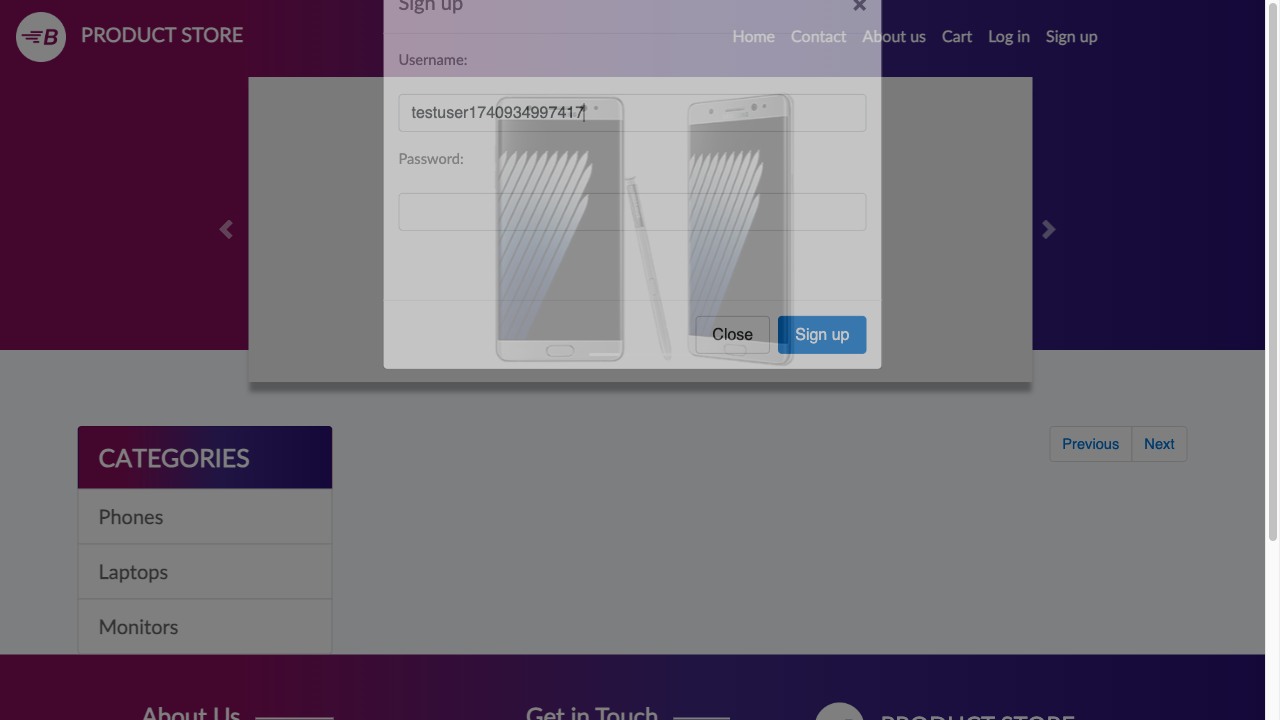 Sign up ×
B PRODUCT STORE
Home Contact About us Cart Log in Sign up
Username:
testuser1740934997417
Password:
Close Sign up
CATEGORIES
Previous Next
Phones
Laptops
Monitors
About Us Get in Touch PRODUCT STORE